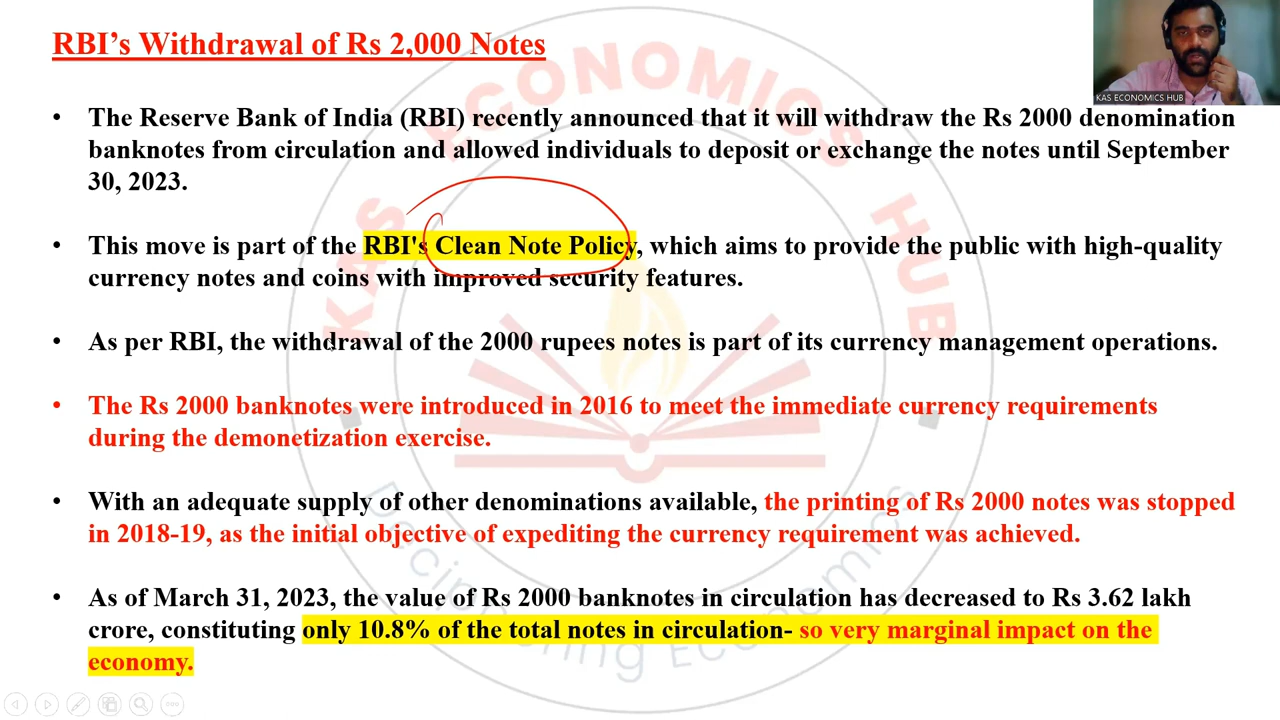 RBI’s Withdrawal of Rs 2,000 Notes
KAS ECONOMICS HUB
• The Reserve Bank of India (RBI) recently announced that it will withdraw the Rs 2000 denomination
banknotes from circulation and allowed individuals to deposit or exchange the notes until September
30, 2023.
• This move is part of the RBI's Clean Note Policy, which aims to provide the public with high-quality
currency notes and coins with improved security features.
• As per RBI, the withdrawal of the 2000 rupees notes is part of its currency management operations.
• The Rs 2000 banknotes were introduced in 2016 to meet the immediate currency requirements
during the demonetization exercise.
• With an adequate supply of other denominations available, the printing of Rs 2000 notes was stopped
in 2018-19, as the initial objective of expediting the currency requirement was achieved.
• As of March 31, 2023, the value of Rs 2000 banknotes in circulation has decreased to Rs 3.62 lakh
crore, constituting only 10.8% of the total notes in circulation- so very marginal impact on the
economy.
KAS ECONOMICS HUB
Deciphering Economics